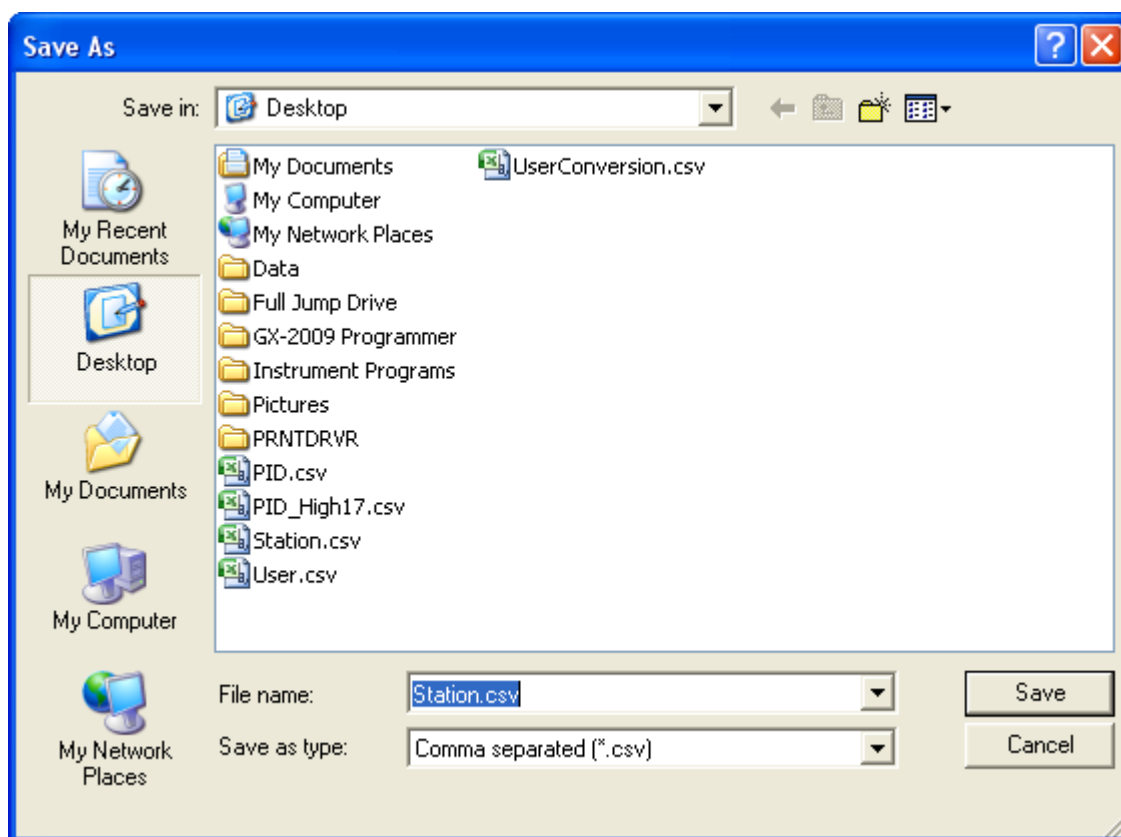 Save As
Save in: Desktop
My Recent
Documents
Desktop
My Documents
My Computer
My Network
Places
My Documents
My Computer
My Network Places
Data
Full Jump Drive
GX-2009 Programmer
Instrument Programs
Pictures
PRNTDRVR
PID.csv
PID_High17.csv
Station.csv
User.csv
UserConversion.csv
File name: Station.csv
Save
Save as type: Comma separated (*.csv)
Cancel